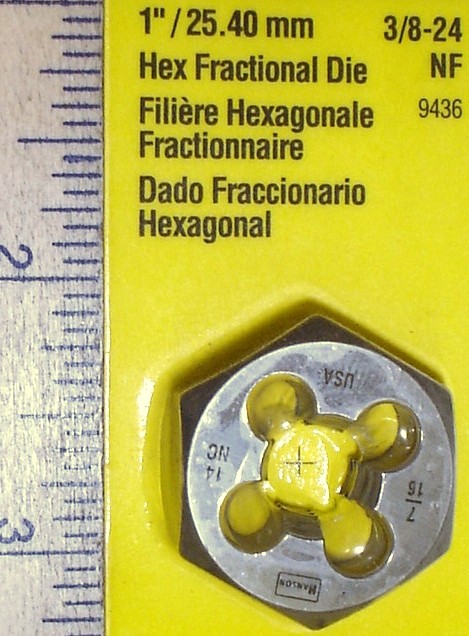 1" / 25.40 mm 3/8-24
Hex Fractional Die NF
Filière Hexagonale 9436
Fractionnaire
Dado Fraccionario
Hexagonal
2
USA
14
NC
7
16
HANSON
3